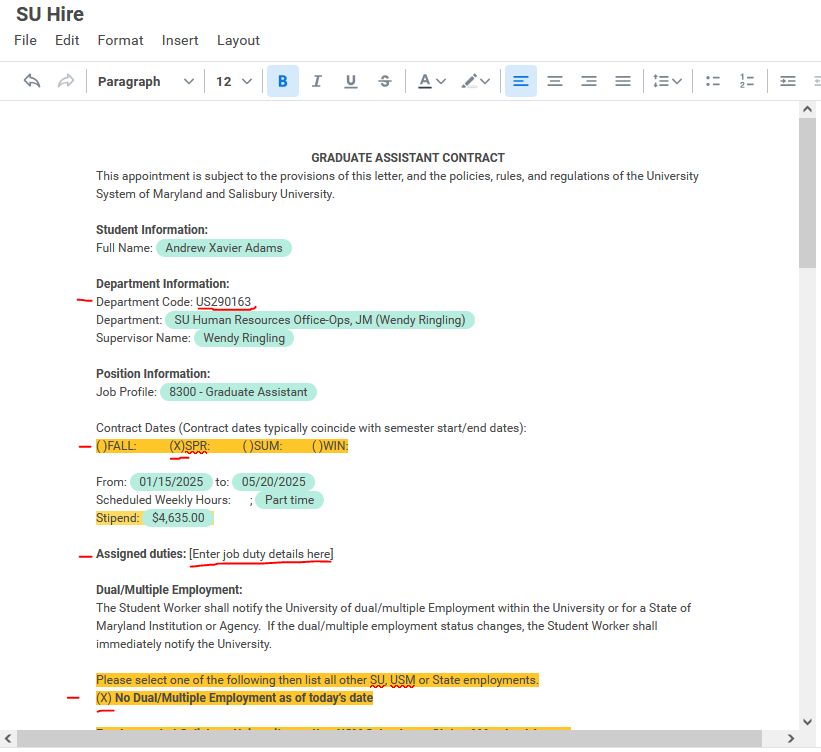 SU Hire
File Edit Format Insert Layout
Paragraph 12 B I U S A
GRADUATE ASSISTANT CONTRACT
This appointment is subject to the provisions of this letter, and the policies, rules, and regulations of the University
System of Maryland and Salisbury University.
Student Information:
Full Name: Andrew Xavier Adams
Department Information:
Department Code: US290163
Department: SU Human Resources Office-Ops, JM (Wendy Ringling)
Supervisor Name: Wendy Ringling
Position Information:
Job Profile: 8300 - Graduate Assistant
Contract Dates (Contract dates typically coincide with semester start/end dates):
( )FALL: (X)SPR: ( )SUM: ( )WIN:
From: 01/15/2025 to: 05/20/2025
Scheduled Weekly Hours: ; Part time
Stipend: $4,635.00
Assigned duties: [Enter job duty details here]
Dual/Multiple Employment:
The Student Worker shall notify the University of dual/multiple Employment within the University or for a State of
Maryland Institution or Agency. If the dual/multiple employment status changes, the Student Worker shall
immediately notify the University.
Please select one of the following then list all other SU, USM or State employments.
(X) No Dual/Multiple Employment as of today's date